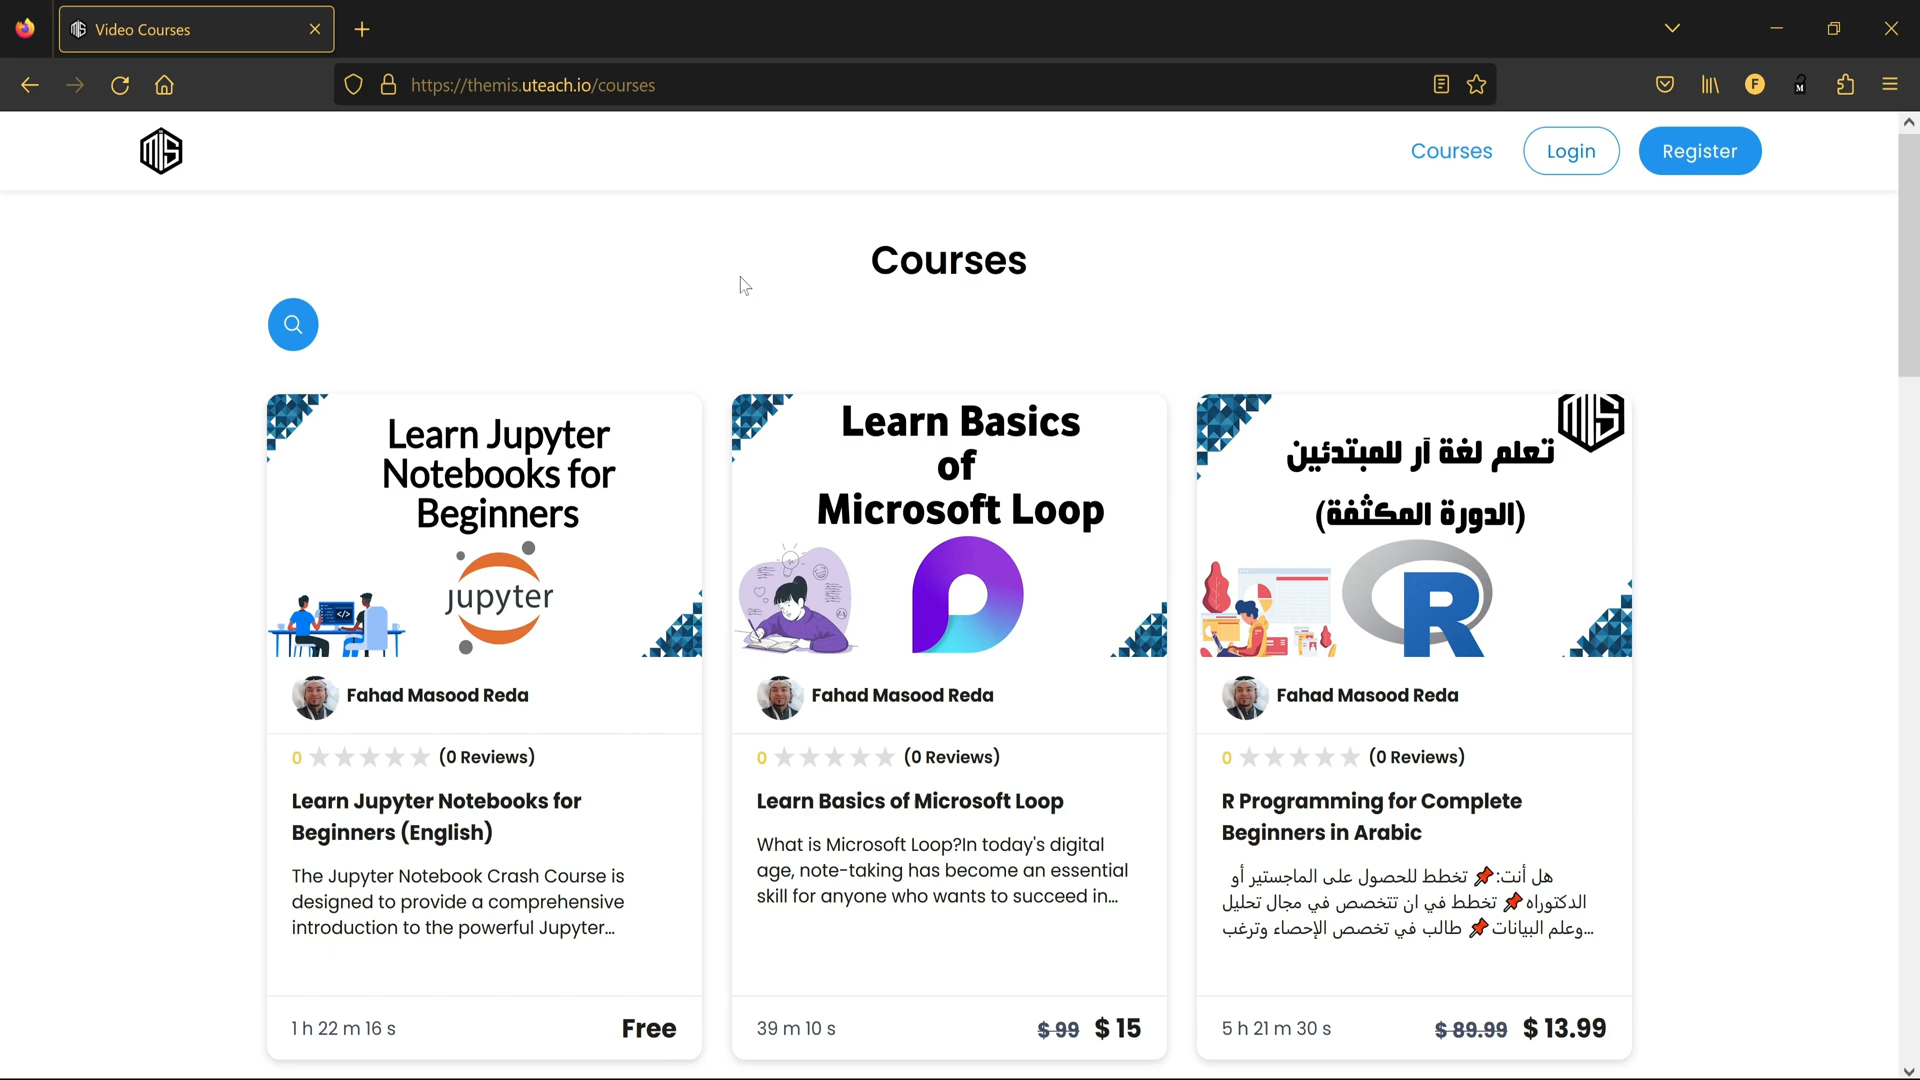 Video Courses
https://themis.uteach.io/courses
F
M
MIS
Courses
Login
Register
Courses
Learn Jupyter
Notebooks for
Beginners
jupyter
Fahad Masood Reda
0 (0 Reviews)
Learn Jupyter Notebooks for
Beginners (English)
The Jupyter Notebook Crash Course is
designed to provide a comprehensive
introduction to the powerful Jupyter...
1 h 22 m 16 s
Free
Learn Basics
of
Microsoft Loop
Fahad Masood Reda
0 (0 Reviews)
Learn Basics of Microsoft Loop
What is Microsoft Loop?In today's digital
age, note-taking has become an essential
skill for anyone who wants to succeed in...
39 m 10 s
$ 99 $ 15
MIS
تعلم لغة آر للمبتدئين
(الدورة المكثفة)
R
Fahad Masood Reda
0 (0 Reviews)
R Programming for Complete
Beginners in Arabic
هل أنت:📌 تخطط للحصول على الماجستير أو
الدكتوراه📌 تخطط في ان تتخصص في مجال تحليل
وعلم البيانات📌 طالب في تخصص الإحصاء وترغب...
5 h 21 m 30 s
$ 89.99 $ 13.99